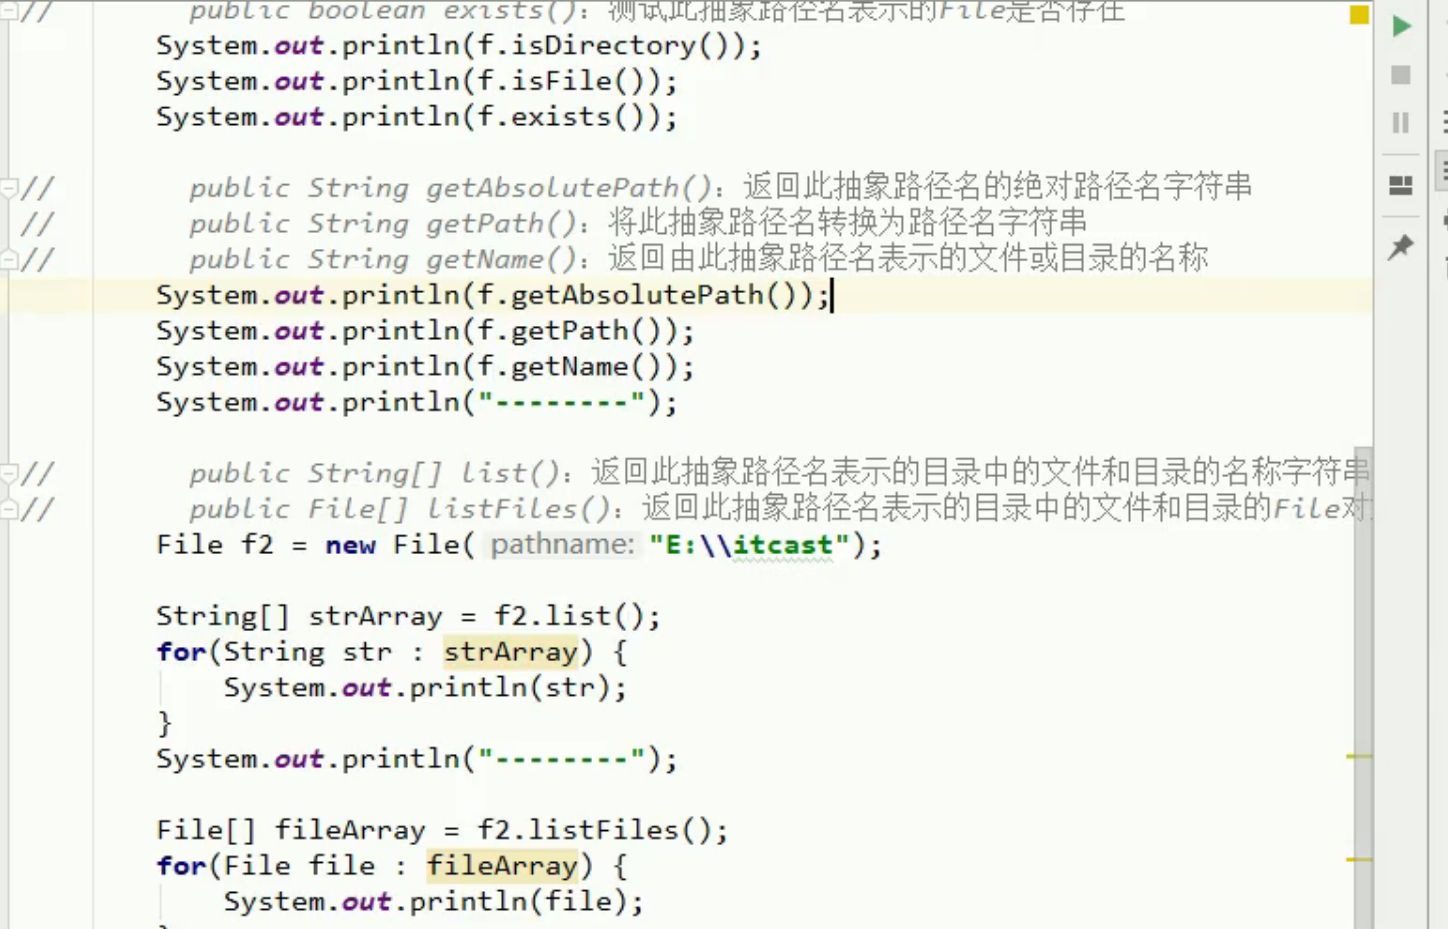 // public boolean exists()：测试此抽象路径名表示的File是否存在
System.out.println(f.isDirectory());
System.out.println(f.isFile());
System.out.println(f.exists());
// public String getAbsolutePath()：返回此抽象路径名的绝对路径名字符串
// public String getPath()：将此抽象路径名转换为路径名字符串
// public String getName()：返回由此抽象路径名表示的文件或目录的名称
System.out.println(f.getAbsolutePath());
System.out.println(f.getPath());
System.out.println(f.getName());
System.out.println("--------");
// public String[] list()：返回此抽象路径名表示的目录中的文件和目录的名称字符串
// public File[] listFiles()：返回此抽象路径名表示的目录中的文件和目录的File对
File f2 = new File( pathname: "E:\\itcast");
String[] strArray = f2.list();
for(String str : strArray) {
System.out.println(str);
}
System.out.println("--------");
File[] fileArray = f2.listFiles();
for(File file : fileArray) {
System.out.println(file);